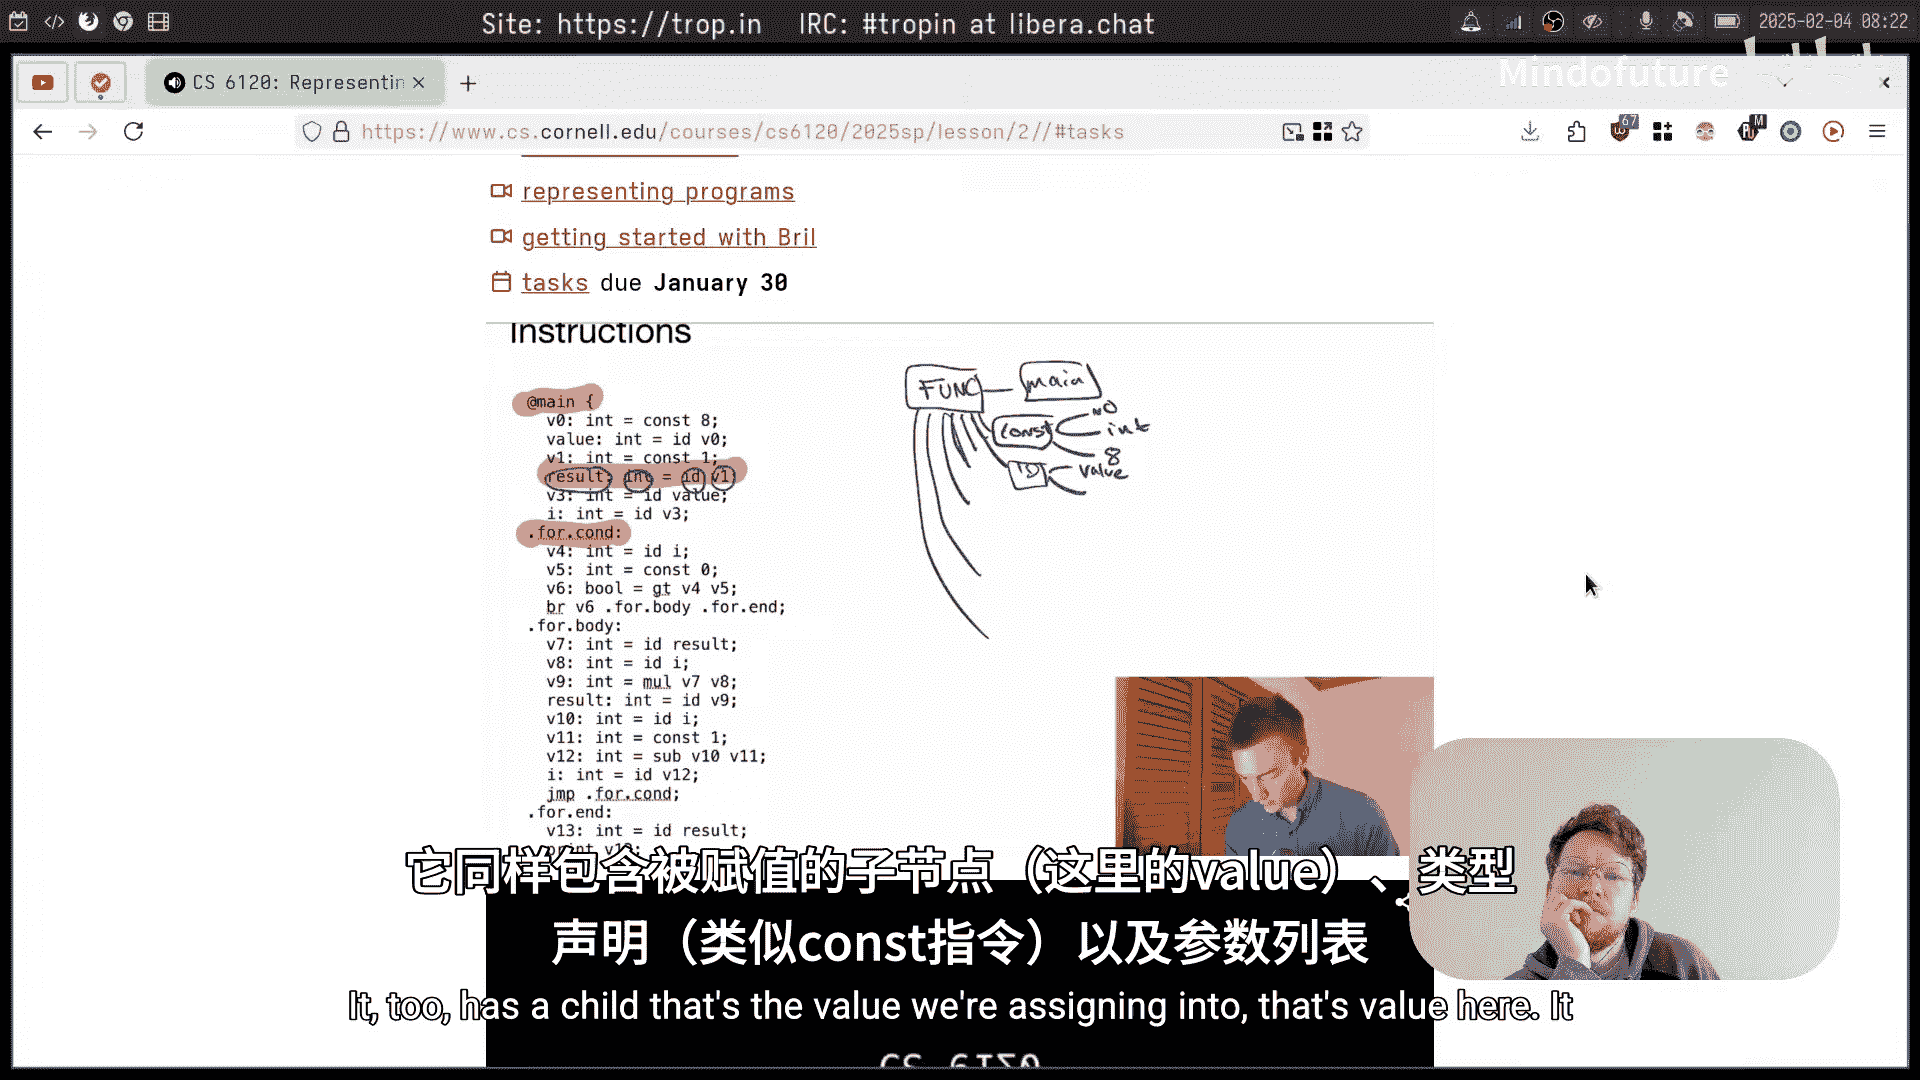 Site: https://trop.in IRC: #tropin at libera.chat
2025-02-04 08:22
Mindofuture
CS 6120: Representin
67
M
https://www.cs.cornell.edu/courses/cs6120/2025sp/lesson/2//#tasks
representing programs
getting started with Bril
tasks due January 30
Instructions
@main {
v0: int = const 8;
value: int = id v0;
v1: int = const 1;
result: int = id v1;
v3: int = id value;
i: int = id v3;
.for.cond:
v4: int = id i;
v5: int = const 0;
v6: bool = gt v4 v5;
br v6 .for.body .for.end;
.for.body:
v7: int = id result;
v8: int = id i;
v9: int = mul v7 v8;
result: int = id v9;
v10: int = id i;
v11: int = const 1;
v12: int = sub v10 v11;
i: int = id v12;
jmp .for.cond;
.for.end:
v13: int = id result;
FUNC
main
const
int
8
ID
value
它同样包含被赋值的子节点（这里的value）、类型
声明（类似const指令）以及参数列表
It, too, has a child that's the value we're assigning into, that's value here. It
CS 6120